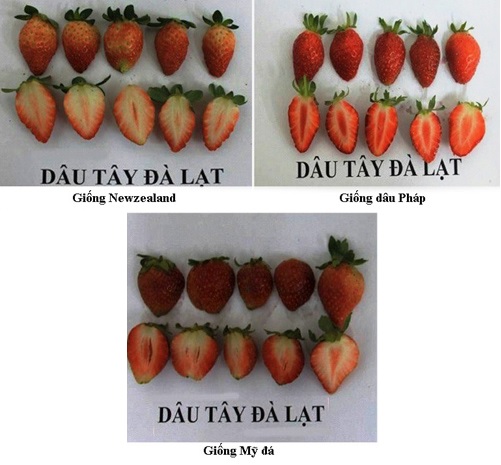 DÂU TÂY ĐÀ LẠT
Giống Newzealand
DÂU TÂY ĐÀ LẠT
Giống dâu Pháp
DÂU TÂY ĐÀ LẠT
Giống Mỹ đá